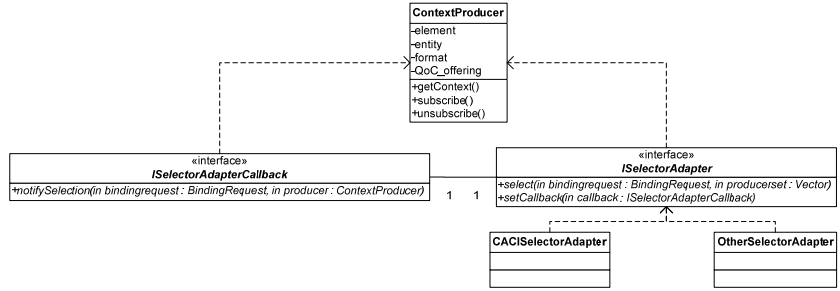 ContextProducer
-element
-entity
-format
-QoC_offering
+getContext()
+subscribe()
+unsubscribe()
«interface»
ISelectorAdapterCallback
+notifySelection(in bindingrequest : BindingRequest, in producer : ContextProducer)
«interface»
ISelectorAdapter
+select(in bindingrequest : BindingRequest, in producerset : Vector)
+setCallback(in callback : ISelectorAdapterCallback)
1 1
CACISelectorAdapter
OtherSelectorAdapter